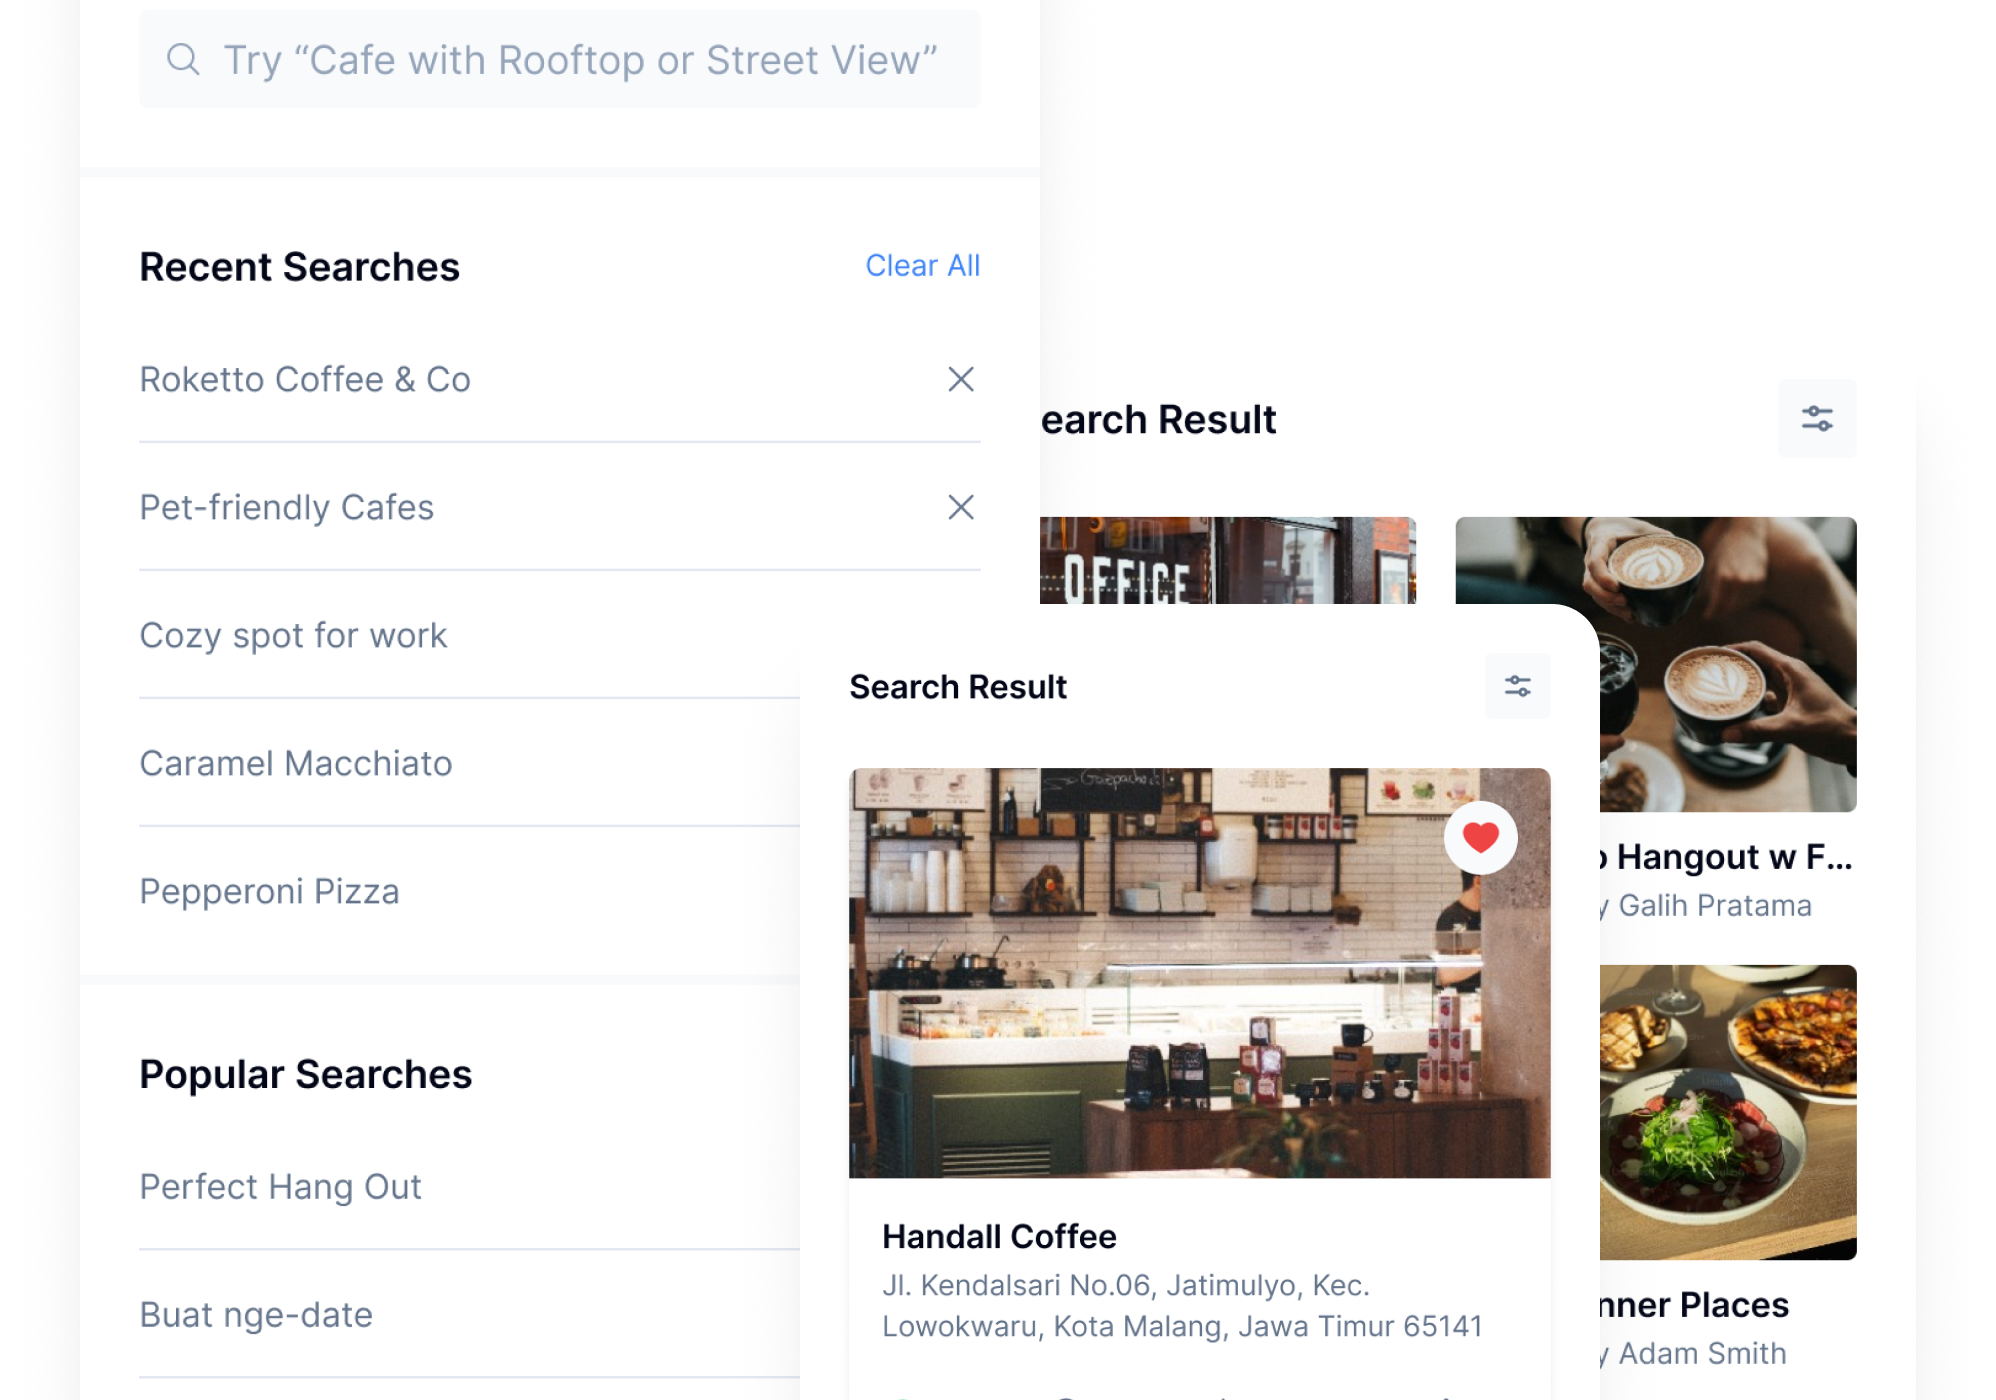 Try “Cafe with Rooftop or Street View”
Recent Searches
Clear All
Roketto Coffee & Co
Pet-friendly Cafes
Cozy spot for work
Caramel Macchiato
Pepperoni Pizza
Popular Searches
Perfect Hang Out
Buat nge-date
earch Result
OFFICE
Hangout w F...
Galih Pratama
nner Places
y Adam Smith
Search Result
Gazpacho
Handall Coffee
Jl. Kendalsari No.06, Jatimulyo, Kec.
Lowokwaru, Kota Malang, Jawa Timur 65141